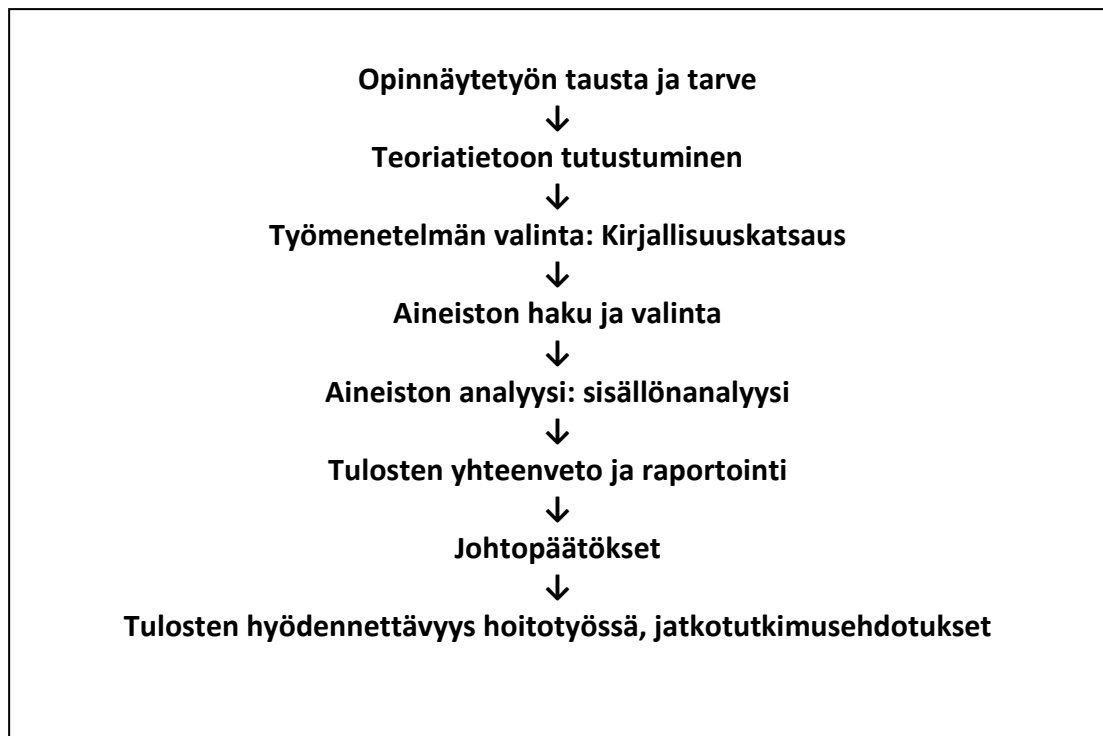 Opinnäytetyön tausta ja tarve
↓
Teoriatietoon tutustuminen
↓
Työmenetelmän valinta: Kirjallisuuskatsaus
↓
Aineiston haku ja valinta
↓
Aineiston analyysi: sisällönanalyysi
↓
Tulosten yhteenveto ja raportointi
↓
Johtopäätökset
↓
Tulosten hyödennettävyys hoitotyössä, jatkotutkimusehdotukset